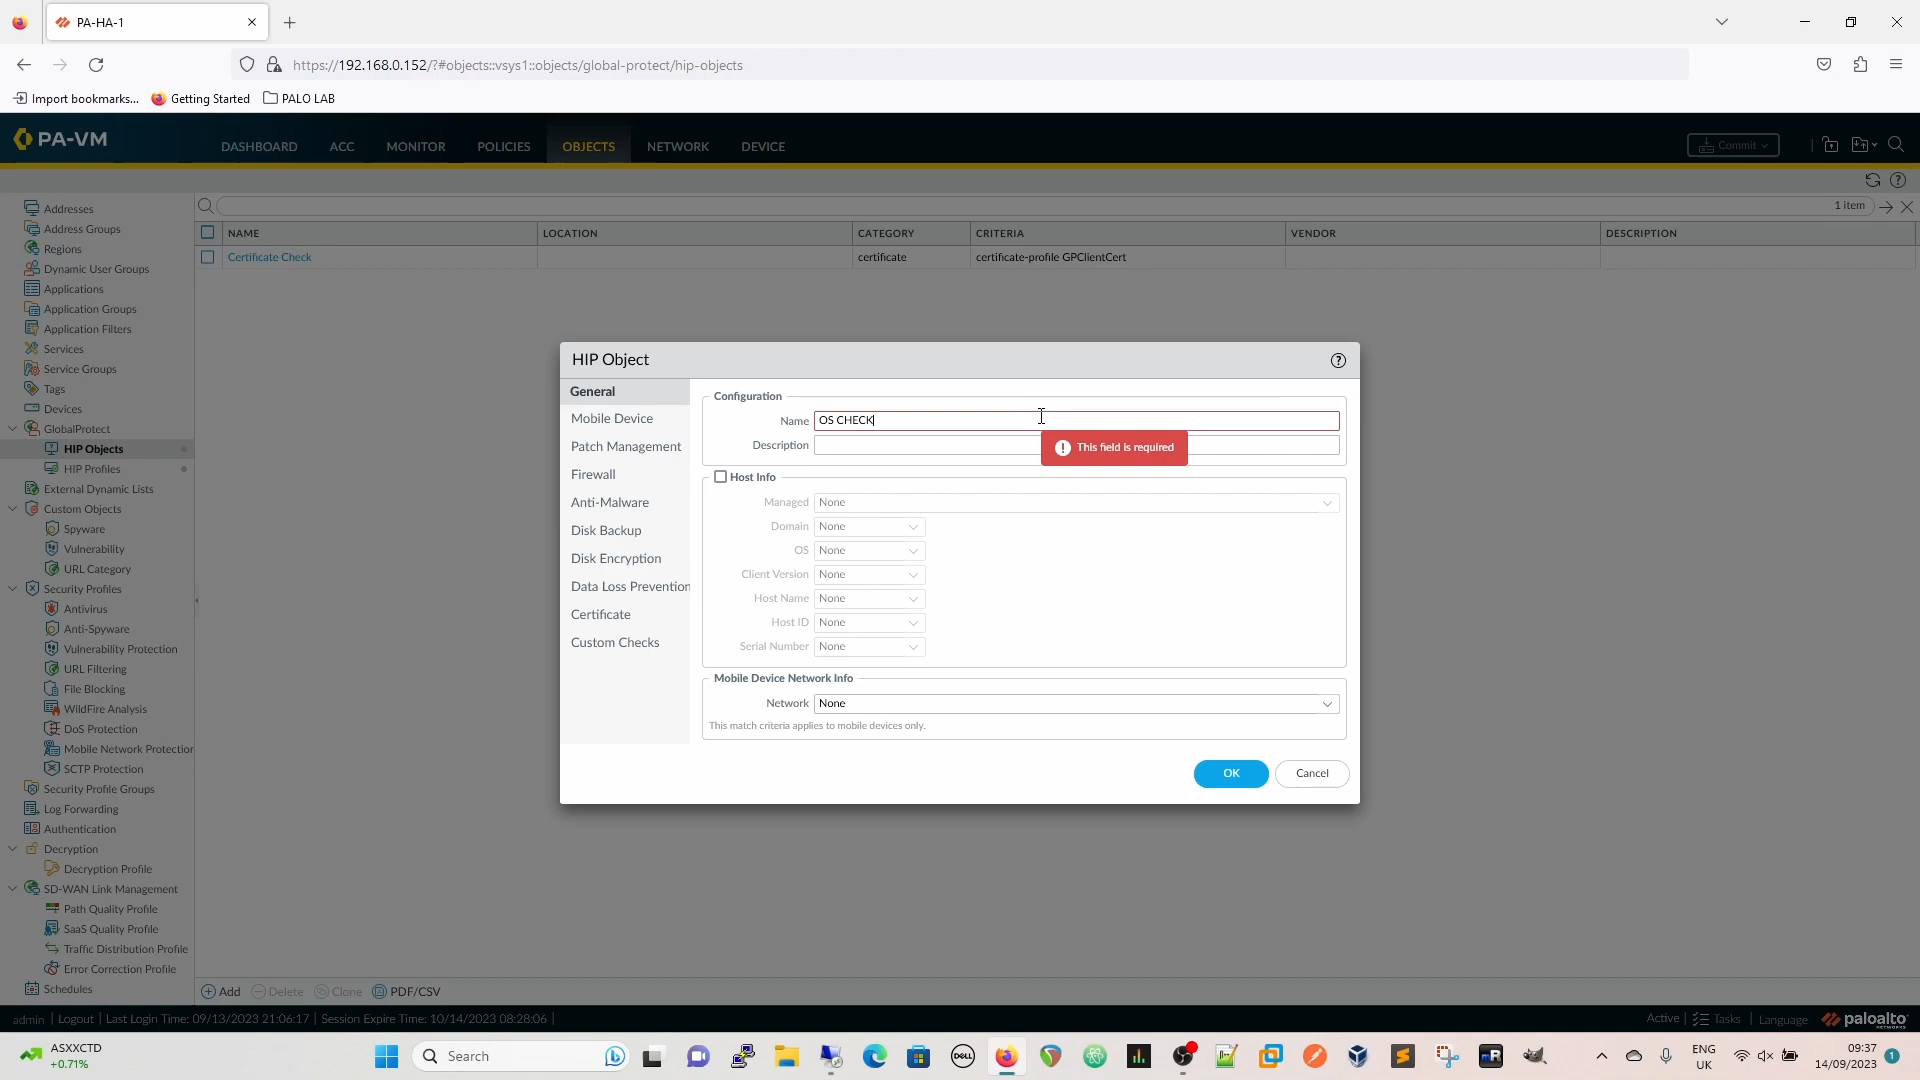 PA-HA-1
https://192.168.0.152/?#objects::vsys1::objects/global-protect/hip-objects
Import bookmarks... Getting Started PALO LAB
PA-VM
DASHBOARD ACC MONITOR POLICIES OBJECTS NETWORK DEVICE
Commit
1 item
NAME LOCATION CATEGORY CRITERIA VENDOR DESCRIPTION
Certificate Check certificate certificate-profile GPClientCert
Addresses
Address Groups
Regions
Dynamic User Groups
Applications
Application Groups
Application Filters
Services
Service Groups
Tags
Devices
GlobalProtect
HIP Objects
HIP Profiles
External Dynamic Lists
Custom Objects
Spyware
Vulnerability
URL Category
Security Profiles
Antivirus
Anti-Spyware
Vulnerability Protection
URL Filtering
File Blocking
WildFire Analysis
DoS Protection
Mobile Network Protection
SCTP Protection
Security Profile Groups
Log Forwarding
Authentication
Decryption
Decryption Profile
SD-WAN Link Management
Path Quality Profile
SaaS Quality Profile
Traffic Distribution Profile
Error Correction Profile
Schedules
HIP Object
General
Mobile Device
Patch Management
Firewall
Anti-Malware
Disk Backup
Disk Encryption
Data Loss Prevention
Certificate
Custom Checks
Configuration
Name OS CHECK
Description
This field is required
Host Info
Managed None
Domain None
OS None
Client Version None
Host Name None
Host ID None
Serial Number None
Mobile Device Network Info
Network None
This match criteria applies to mobile devices only.
OK Cancel
Add Delete Clone PDF/CSV
admin | Logout | Last Login Time: 09/13/2023 21:06:17 | Session Expire Time: 10/14/2023 08:28:06 |
Active | Tasks | Language paloalto NETWORKS
ASXXCTD
+0.71%
Search
DELL
ENG
UK
09:37
14/09/2023
1